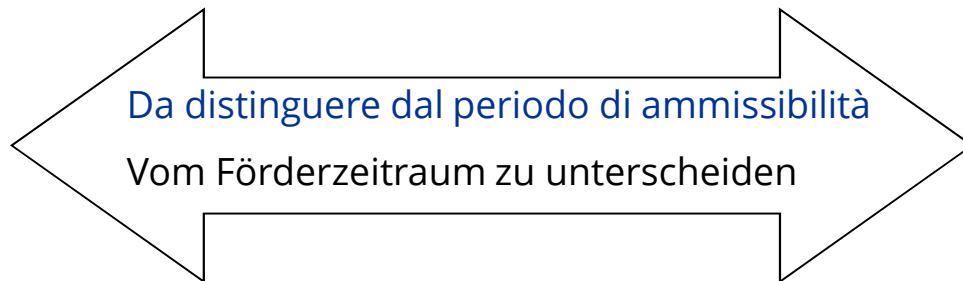 Da distinguere dal periodo di ammissibilità
Vom Förderzeitraum zu unterscheiden